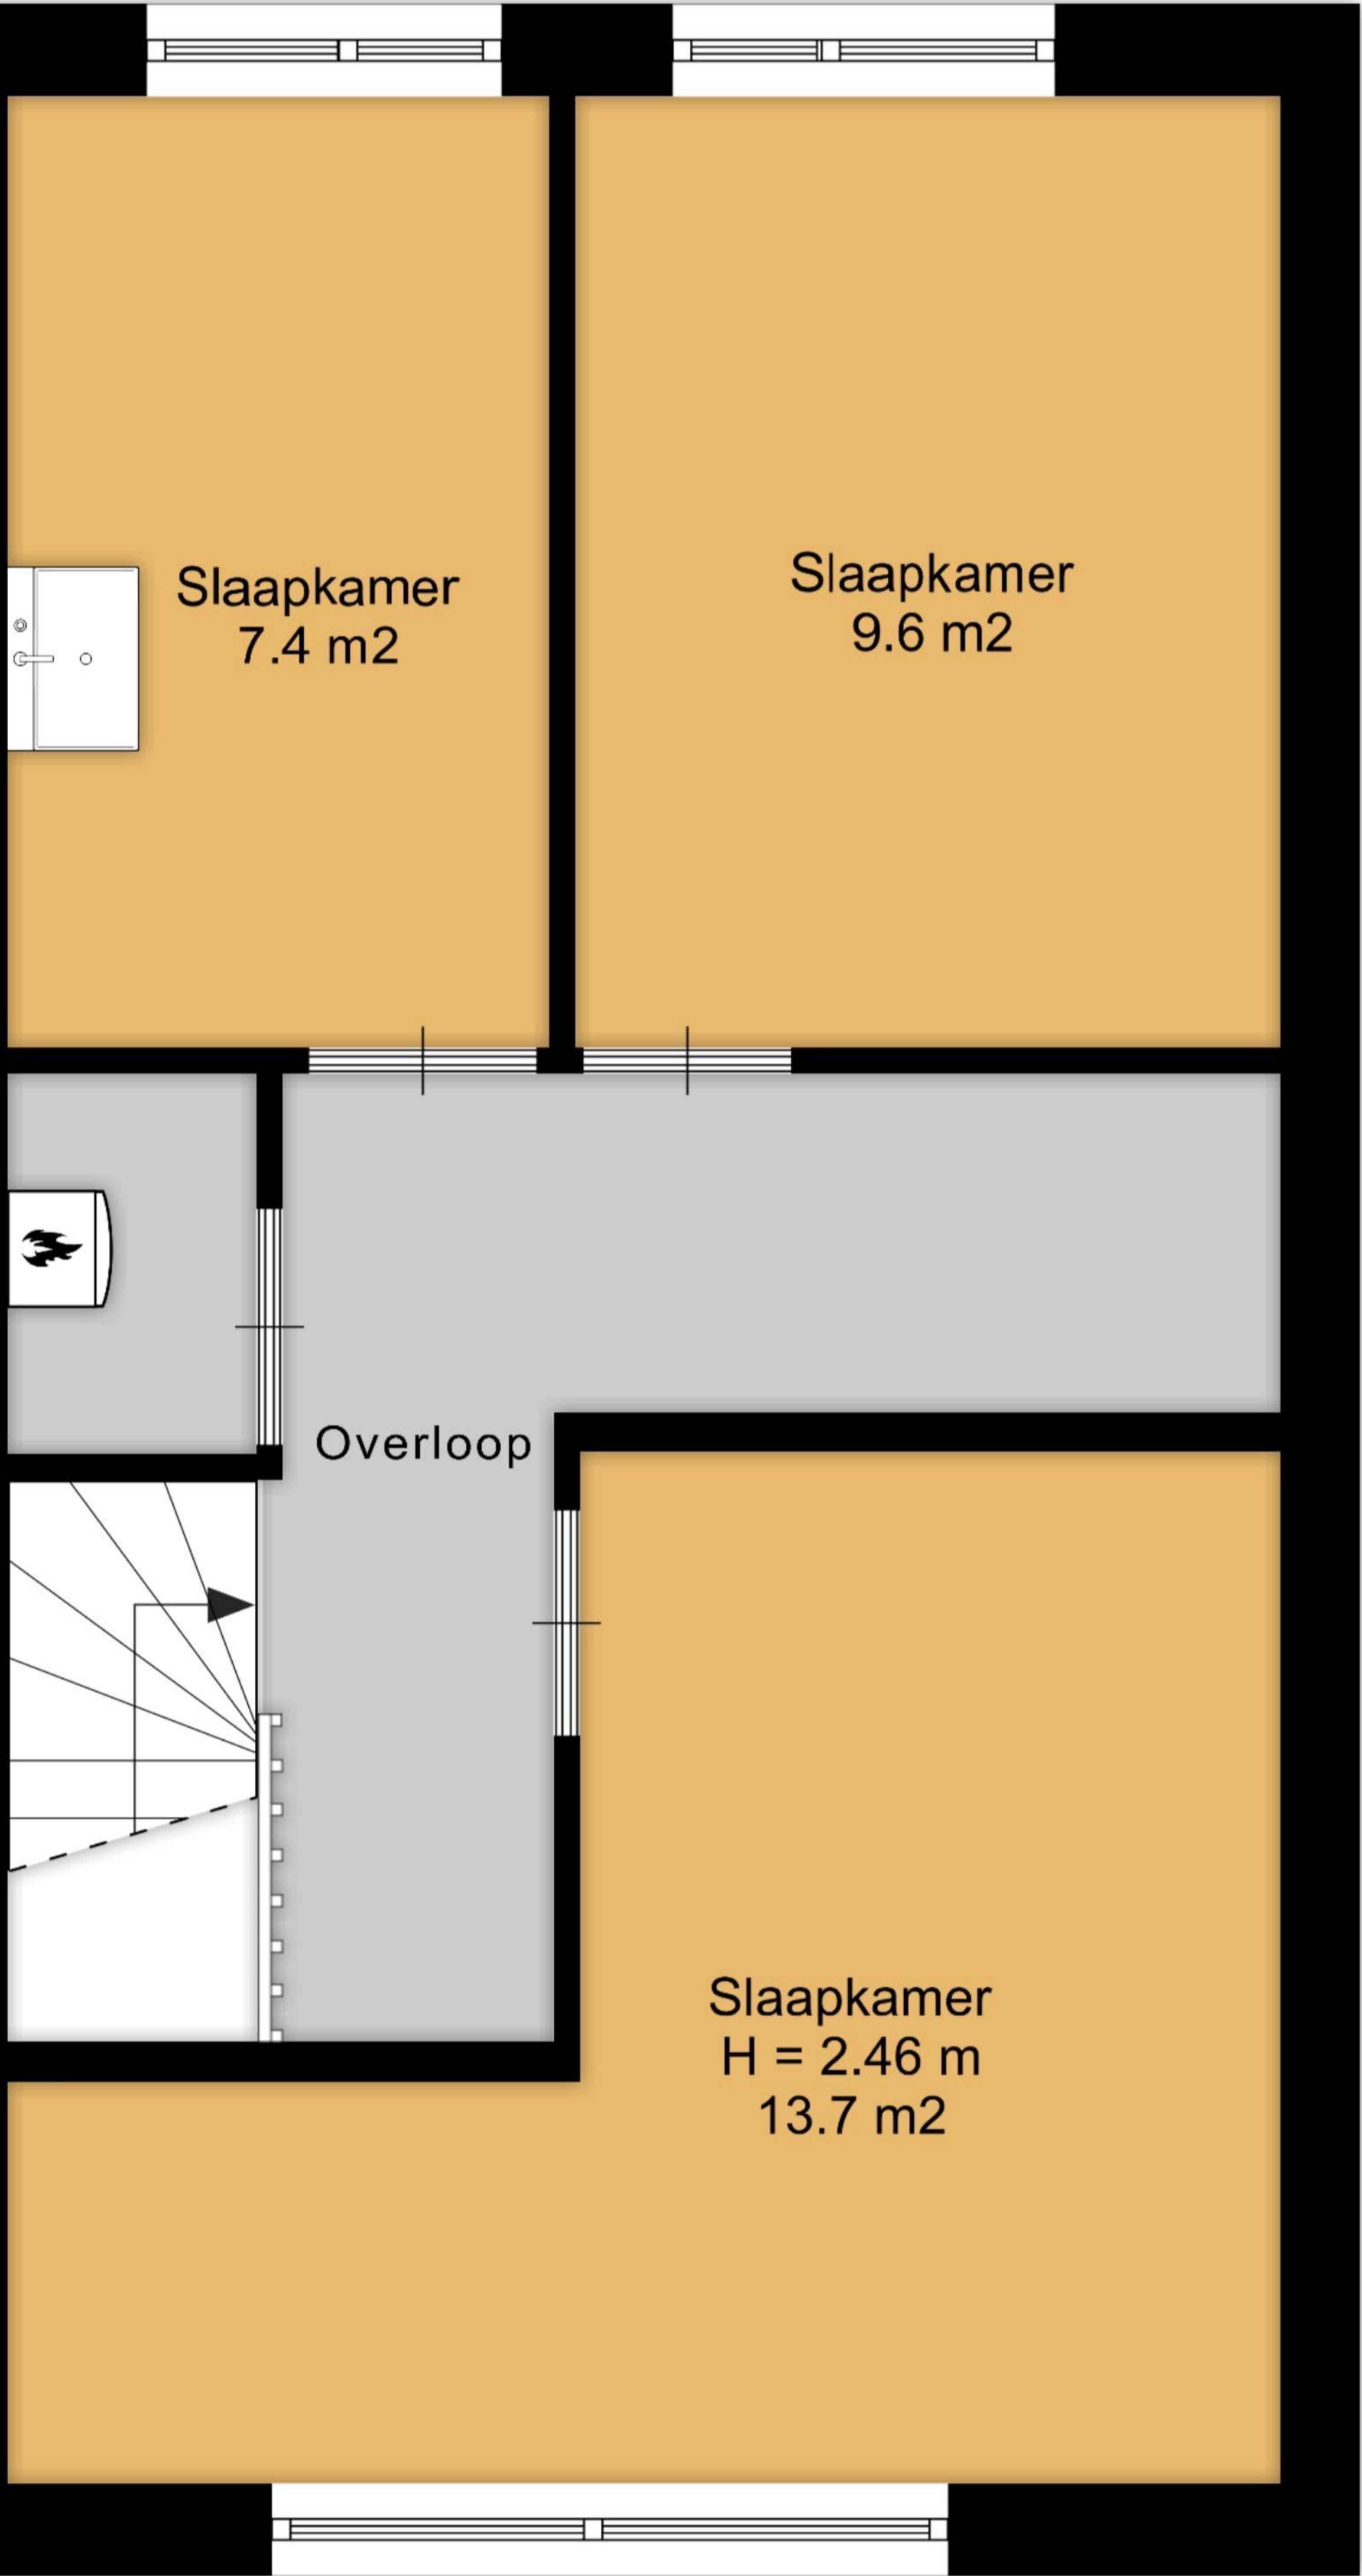 Slaapkamer
7.4 m2
Slaapkamer
9.6 m2
Overloop
Slaapkamer
H = 2.46 m
13.7 m2